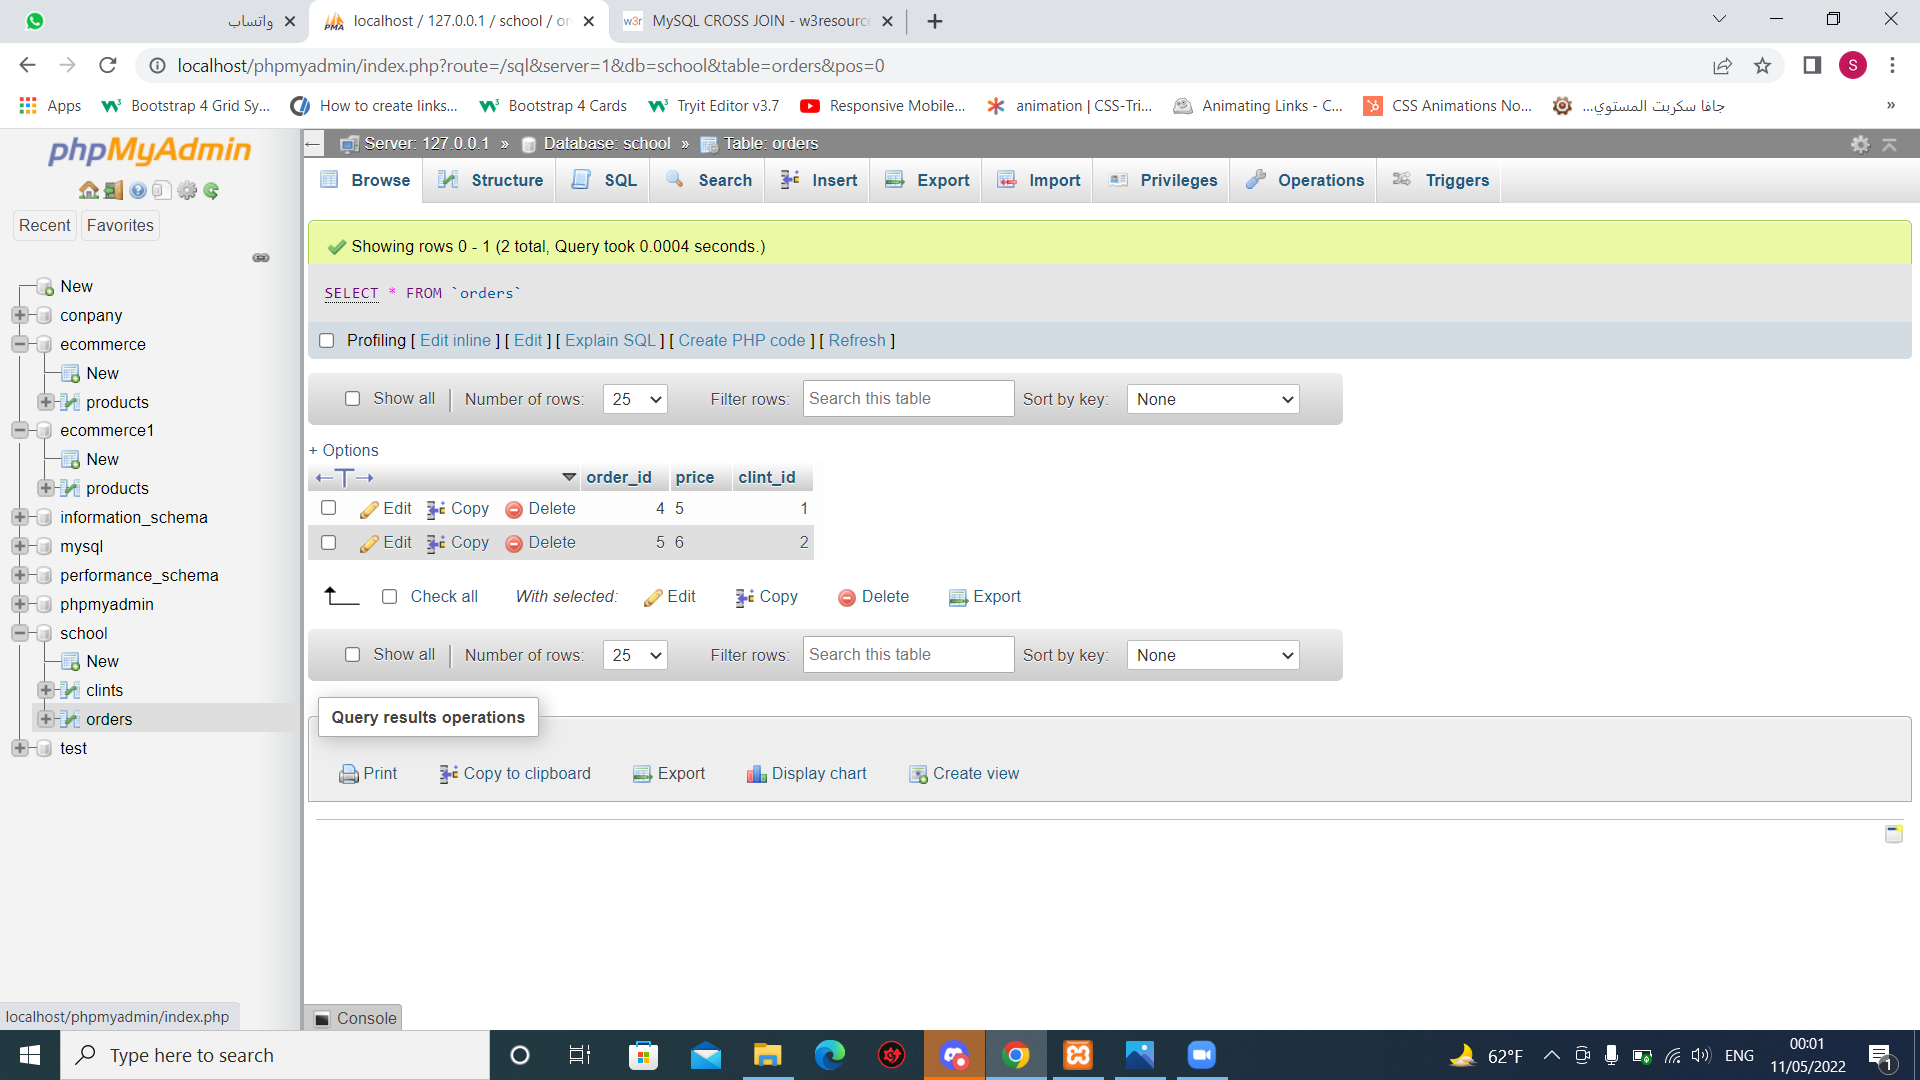 واتساب
localhost / 127.0.0.1 / school / or
w3r MySQL CROSS JOIN - w3resource
localhost/phpmyadmin/index.php?route=/sql&server=1&db=school&table=orders&pos=0
S
Apps
Bootstrap 4 Grid Sy...
How to create links...
Bootstrap 4 Cards
Tryit Editor v3.7
Responsive Mobile...
animation | CSS-Tri...
Animating Links - C...
CSS Animations No...
جافا سكربت المستوي...
»
phpMyAdmin
Recent
Favorites
New
conpany
ecommerce
New
products
ecommerce1
New
products
information_schema
mysql
performance_schema
phpmyadmin
school
New
clints
orders
test
localhost/phpmyadmin/index.php
Server: 127.0.0.1 » Database: school » Table: orders
Browse
Structure
SQL
Search
Insert
Export
Import
Privileges
Operations
Triggers
Showing rows 0 - 1 (2 total, Query took 0.0004 seconds.)
SELECT * FROM `orders`
Profiling [ Edit inline ] [ Edit ] [ Explain SQL ] [ Create PHP code ] [ Refresh ]
Show all | Number of rows: 25 Filter rows: Search this table Sort by key: None
+ Options
←T→ order_id price clint_id
Edit Copy Delete 4 5 1
Edit Copy Delete 5 6 2
Check all With selected: Edit Copy Delete Export
Show all | Number of rows: 25 Filter rows: Search this table Sort by key: None
Query results operations
Print Copy to clipboard Export Display chart Create view
Console
Type here to search
62°F
ENG
00:01
11/05/2022
1